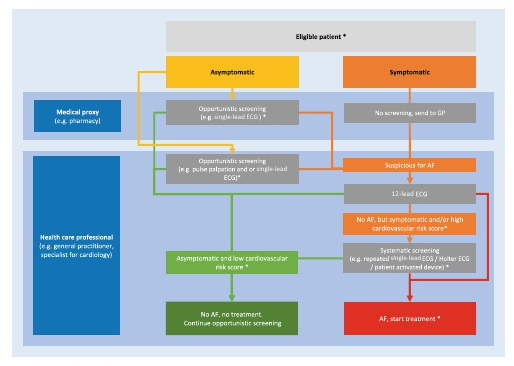 Eligible patient *
Asymptomatic
Symptomatic
Medical proxy
(e.g. pharmacy)
Opportunistic screening
(e.g. single-lead ECG ) *
No screening, send to GP
Opportunistic screening
(e.g. pulse palpation and or single-lead
ECG)*
Suspicious for AF
12-lead ECG
No AF, but symptomatic and/or high
cardiovascular risk score*
Health care professional
(e.g. general practitioner,
specialist for cardiology)
Asymptomatic and low cardiovascular
risk score *
Systematic screening
(e.g. repeated single-lead ECG / Holter ECG
/ patient activated device) *
No AF, no treatment.
Continue opportunistic screening
AF, start treatment *